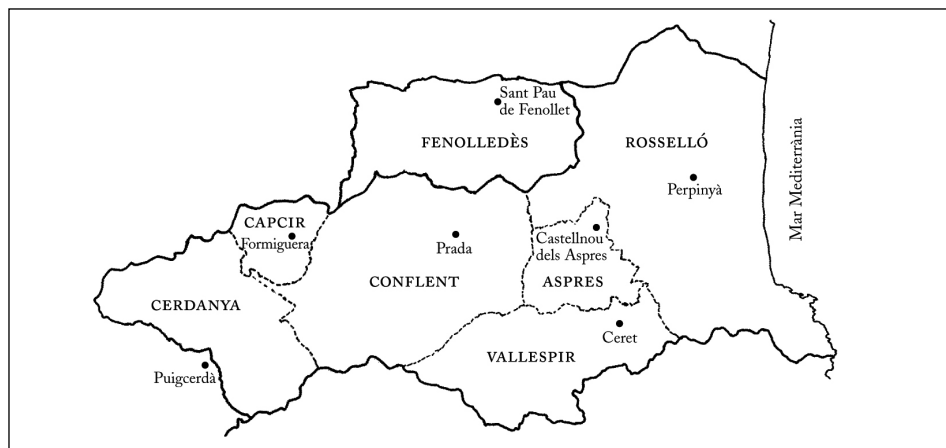 Sant Pau
de Fenollet
FENOLLEDÈS
ROSSELLÓ
Mar Mediterrània
Perpinyà
CAPCIR
Formiguera
Prada
Castellnou
dels Aspres
CONFLENT
ASPRES
CERDANYA
Ceret
VALLESPIR
Puigcerdà